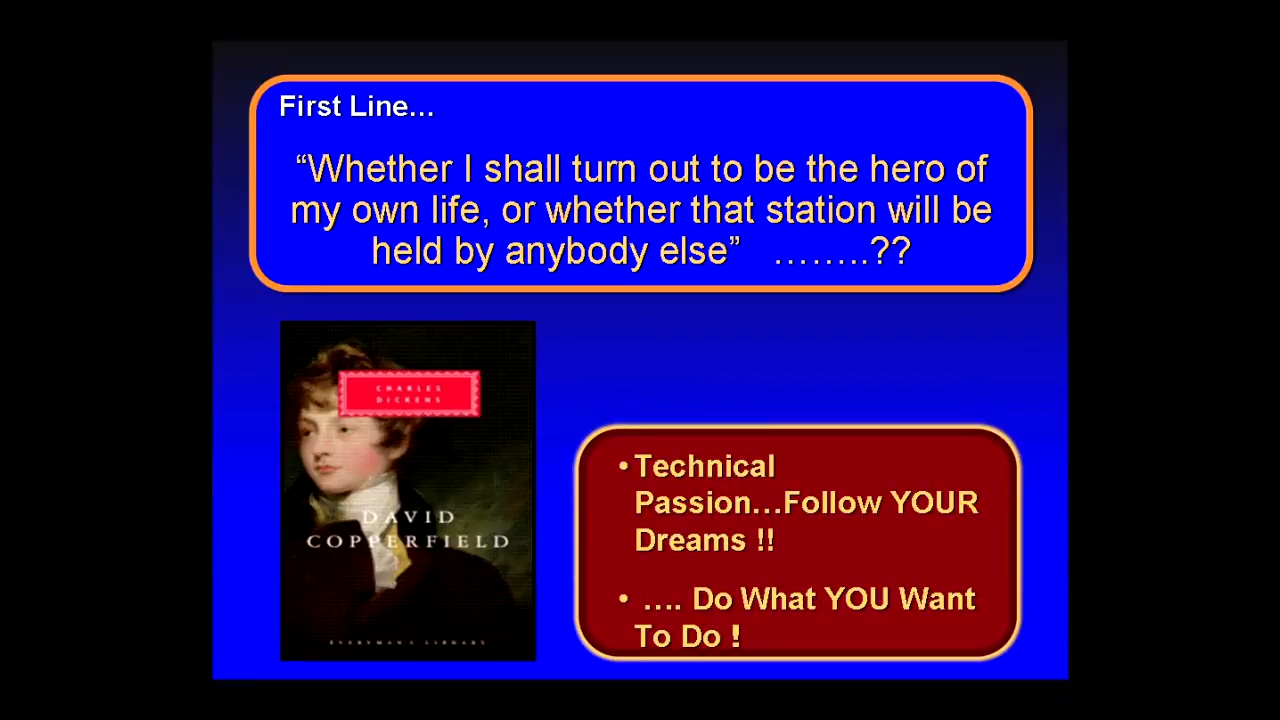 First Line...
“Whether I shall turn out to be the hero of
my own life, or whether that station will be
held by anybody else” ........??
CHARLES
DICKENS
DAVID
COPPERFIELD
EVERYMAN'S LIBRARY
•Technical
Passion...Follow YOUR
Dreams !!
• .... Do What YOU Want
To Do !